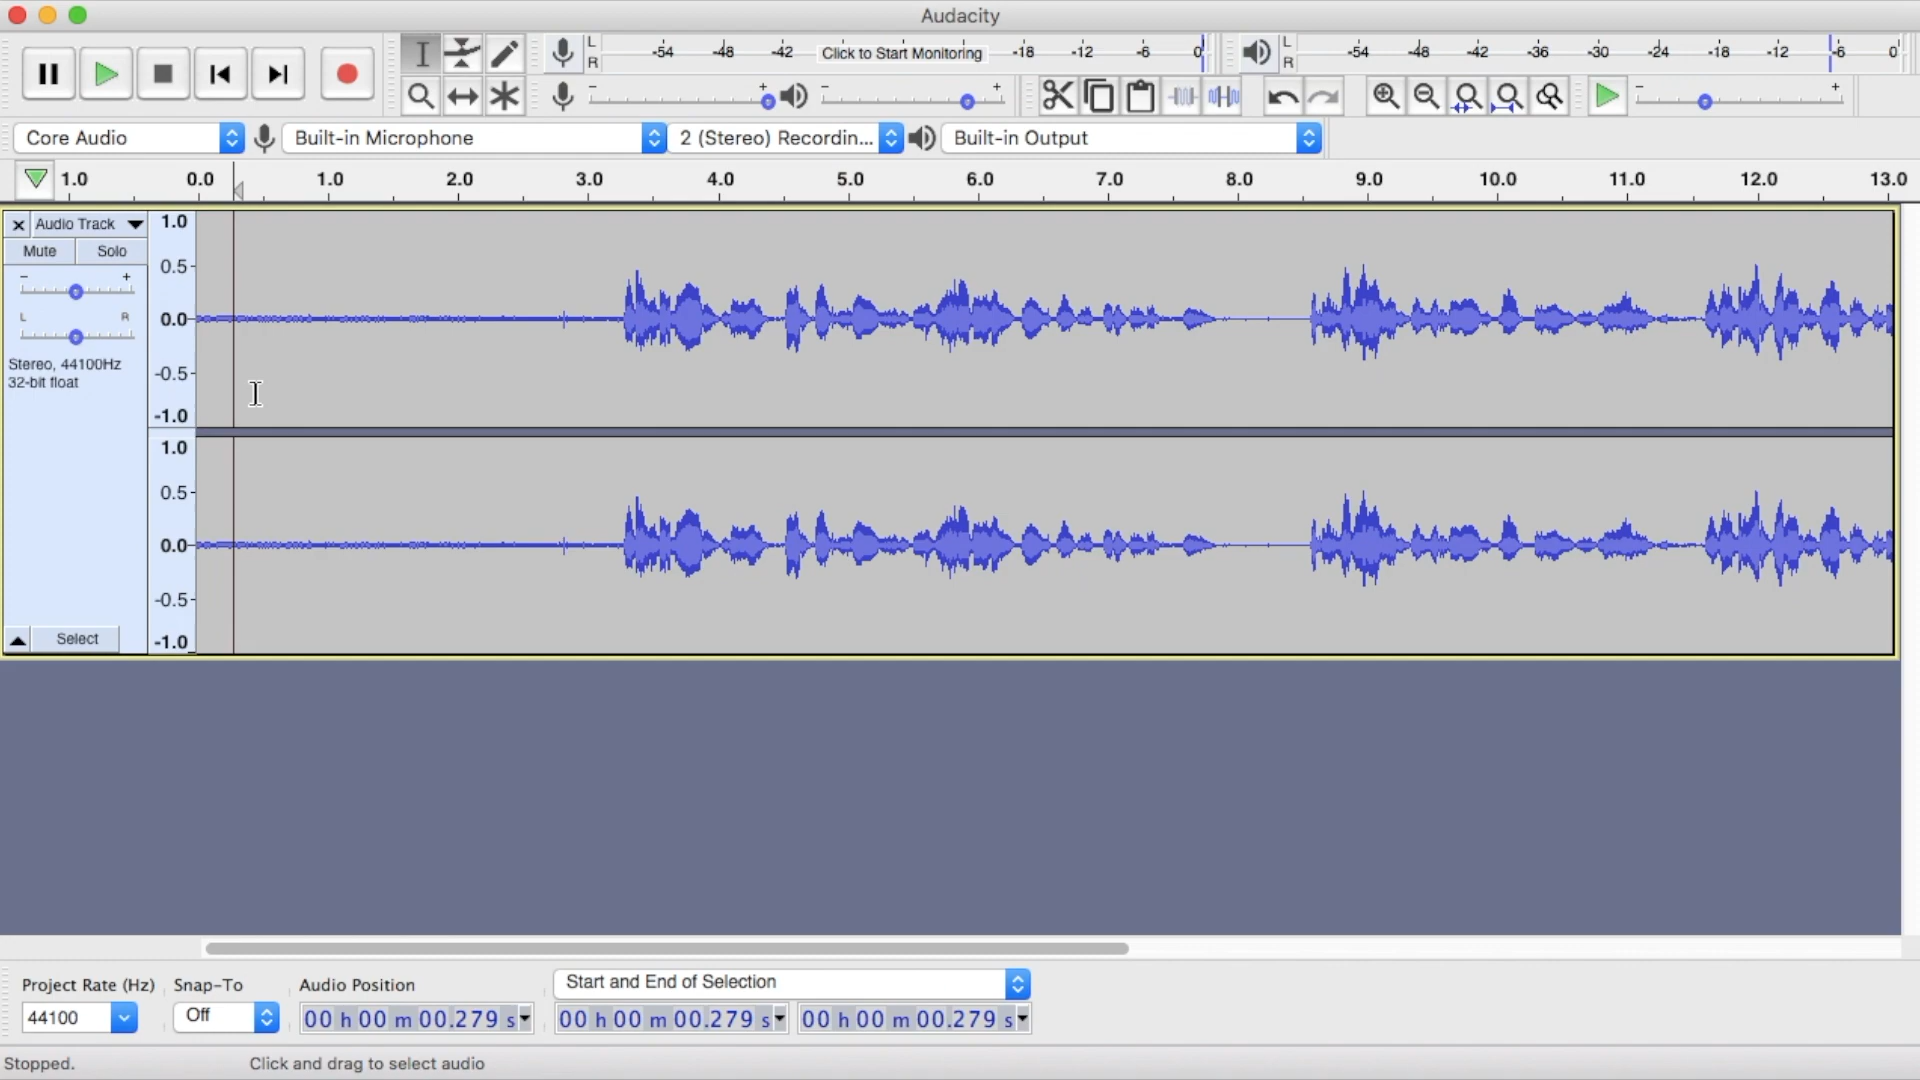 Audacity
L
R
-54 -48 -42 Click to Start Monitoring -18 -12 -6 0
L
R
-54 -48 -42 -36 -30 -24 -18 -12 -6 0
- + - + - +
Core Audio Built-in Microphone 2 (Stereo) Recordin... Built-in Output
1.0 0.0 1.0 2.0 3.0 4.0 5.0 6.0 7.0 8.0 9.0 10.0 11.0 12.0 13.0
Audio Track
Mute Solo
- +
L R
Stereo, 44100Hz
32-bit float
Select
1.0
0.5
0.0
-0.5
-1.0
1.0
0.5
0.0
-0.5
-1.0
Project Rate (Hz) Snap-To Audio Position Start and End of Selection
44100 Off 00 h 00 m 00.279 s 00 h 00 m 00.279 s 00 h 00 m 00.279 s
Stopped. Click and drag to select audio